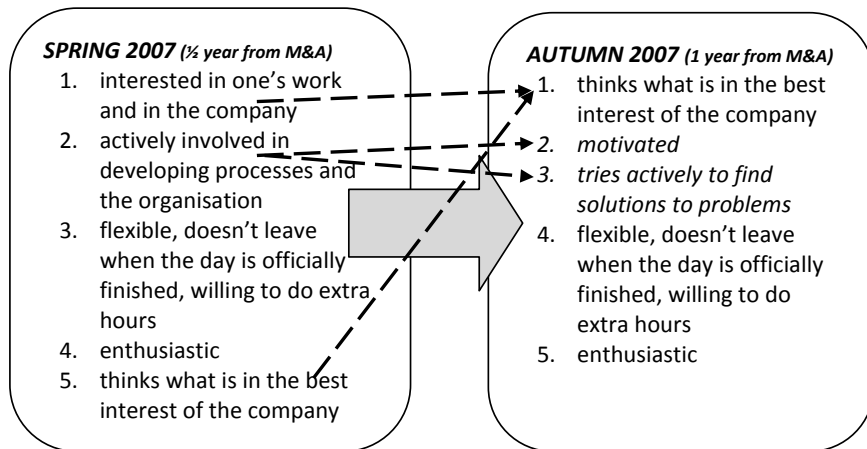 SPRING 2007 (½ year from M&A)
1. interested in one's work
and in the company
2. actively involved in
developing processes and
the organisation
3. flexible, doesn't leave
when the day is officially
finished, willing to do extra
hours
4. enthusiastic
5. thinks what is in the best
interest of the company
AUTUMN 2007 (1 year from M&A)
1. thinks what is in the best
interest of the company
2. motivated
3. tries actively to find
solutions to problems
4. flexible, doesn't leave
when the day is officially
finished, willing to do
extra hours
5. enthusiastic